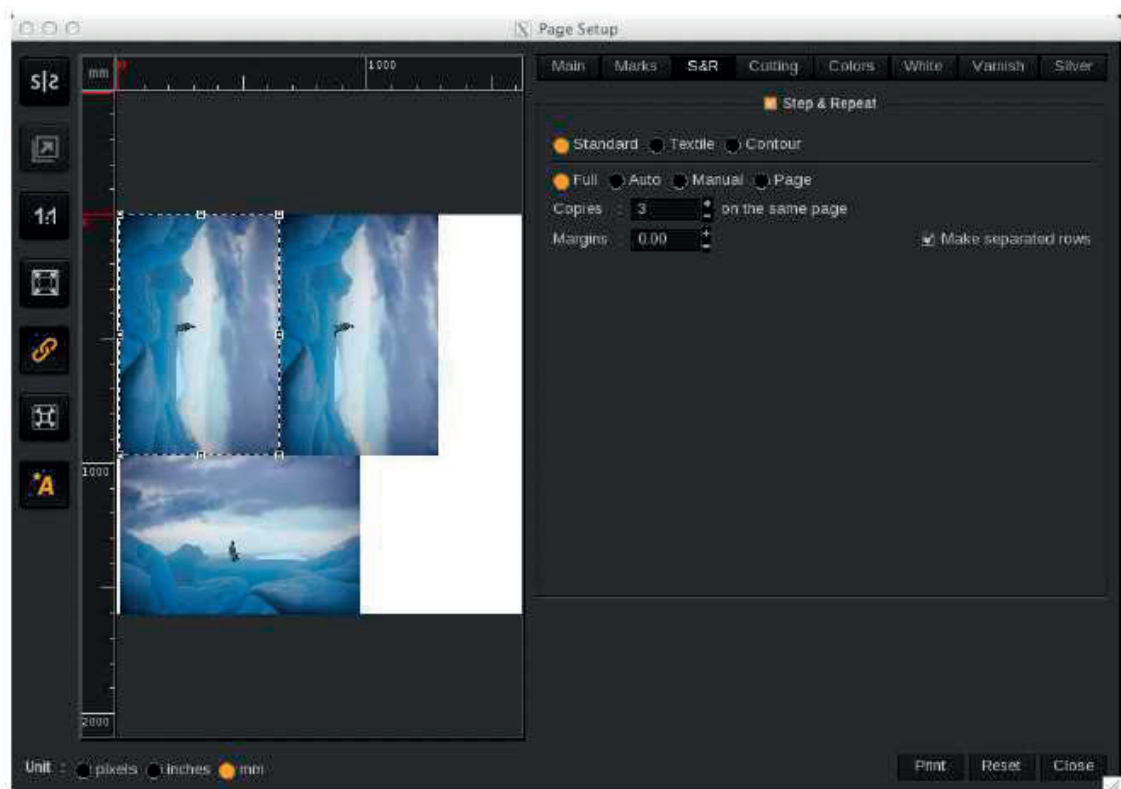 Page Setup
S|S
mm 0 1000
Main Marks S&R Cutting Colors White Varnish Silver
Step & Repeat
Standard Textile Contour
Full Auto Manual Page
Copies : 3 on the same page
Margins 0.00 Make separated rows
1:1
A
1000
2000
Unit : pixels inches mm
Print Reset Close